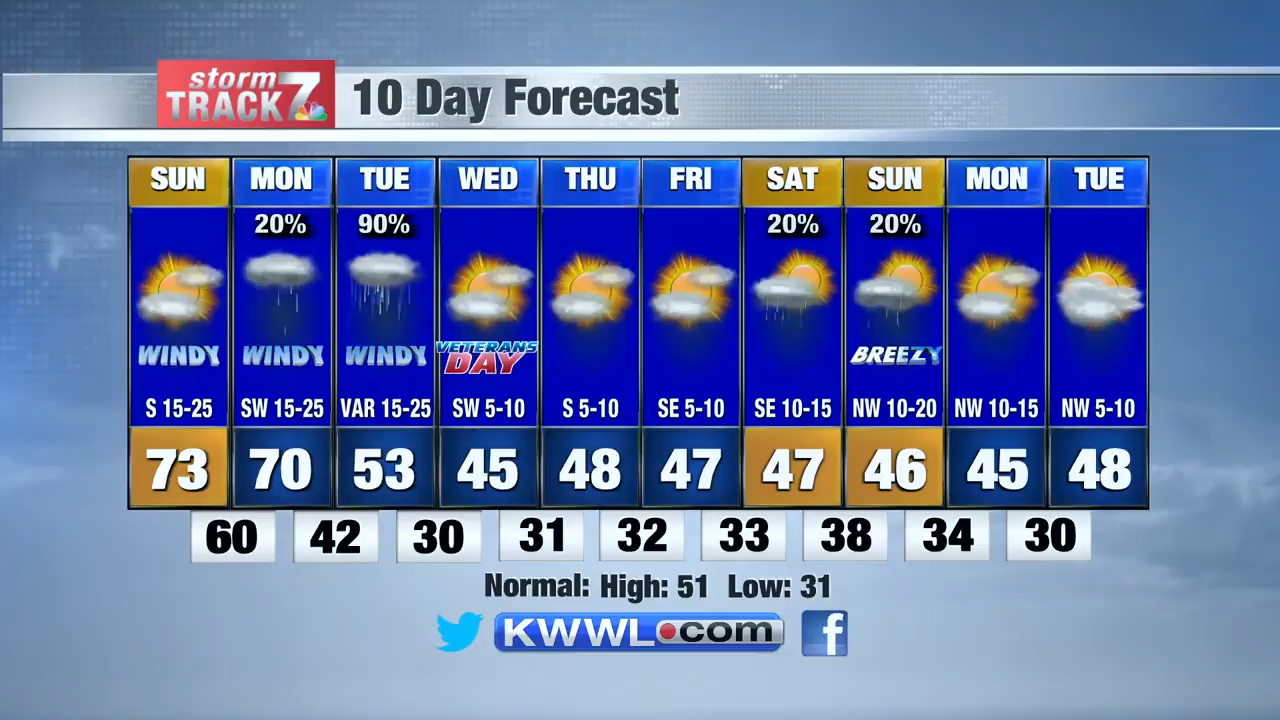 storm
TRACK 7
10 Day Forecast
SUN MON TUE WED THU FRI SAT SUN MON TUE
20% 90% 20% 20%
WINDY WINDY WINDY VETERANS DAY BREEZY
S 15-25 SW 15-25 VAR 15-25 SW 5-10 S 5-10 SE 5-10 SE 10-15 NW 10-20 NW 10-15 NW 5-10
73 70 53 45 48 47 47 46 45 48
60 42 30 31 32 33 38 34 30
Normal: High: 51 Low: 31
KWWL.com f